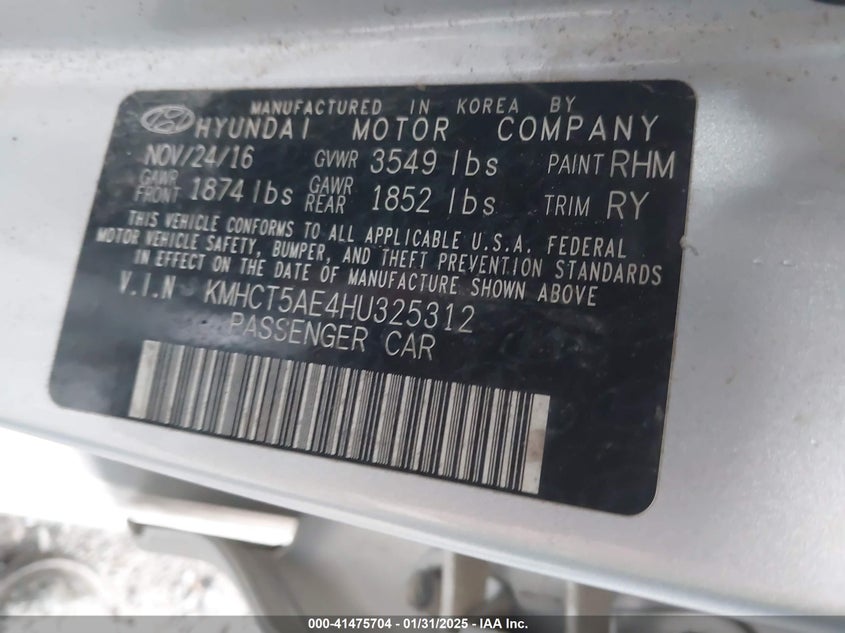 MANUFACTURED IN KOREA BY
HYUNDAI MOTOR COMPANY
NOV/24/16 GVWR 3549 lbs PAINT RHM
GAWR FRONT 1874 lbs GAWR REAR 1852 lbs TRIM RY
THIS VEHICLE CONFORMS TO ALL APPLICABLE U.S.A. FEDERAL
MOTOR VEHICLE SAFETY, BUMPER, AND THEFT PREVENTION STANDARDS
IN EFFECT ON THE DATE OF MANUFACTURE SHOWN ABOVE
V.I.N KMHCT5AE4HU325312
PASSENGER CAR
000-41475704 - 01/31/2025 - IAA Inc.